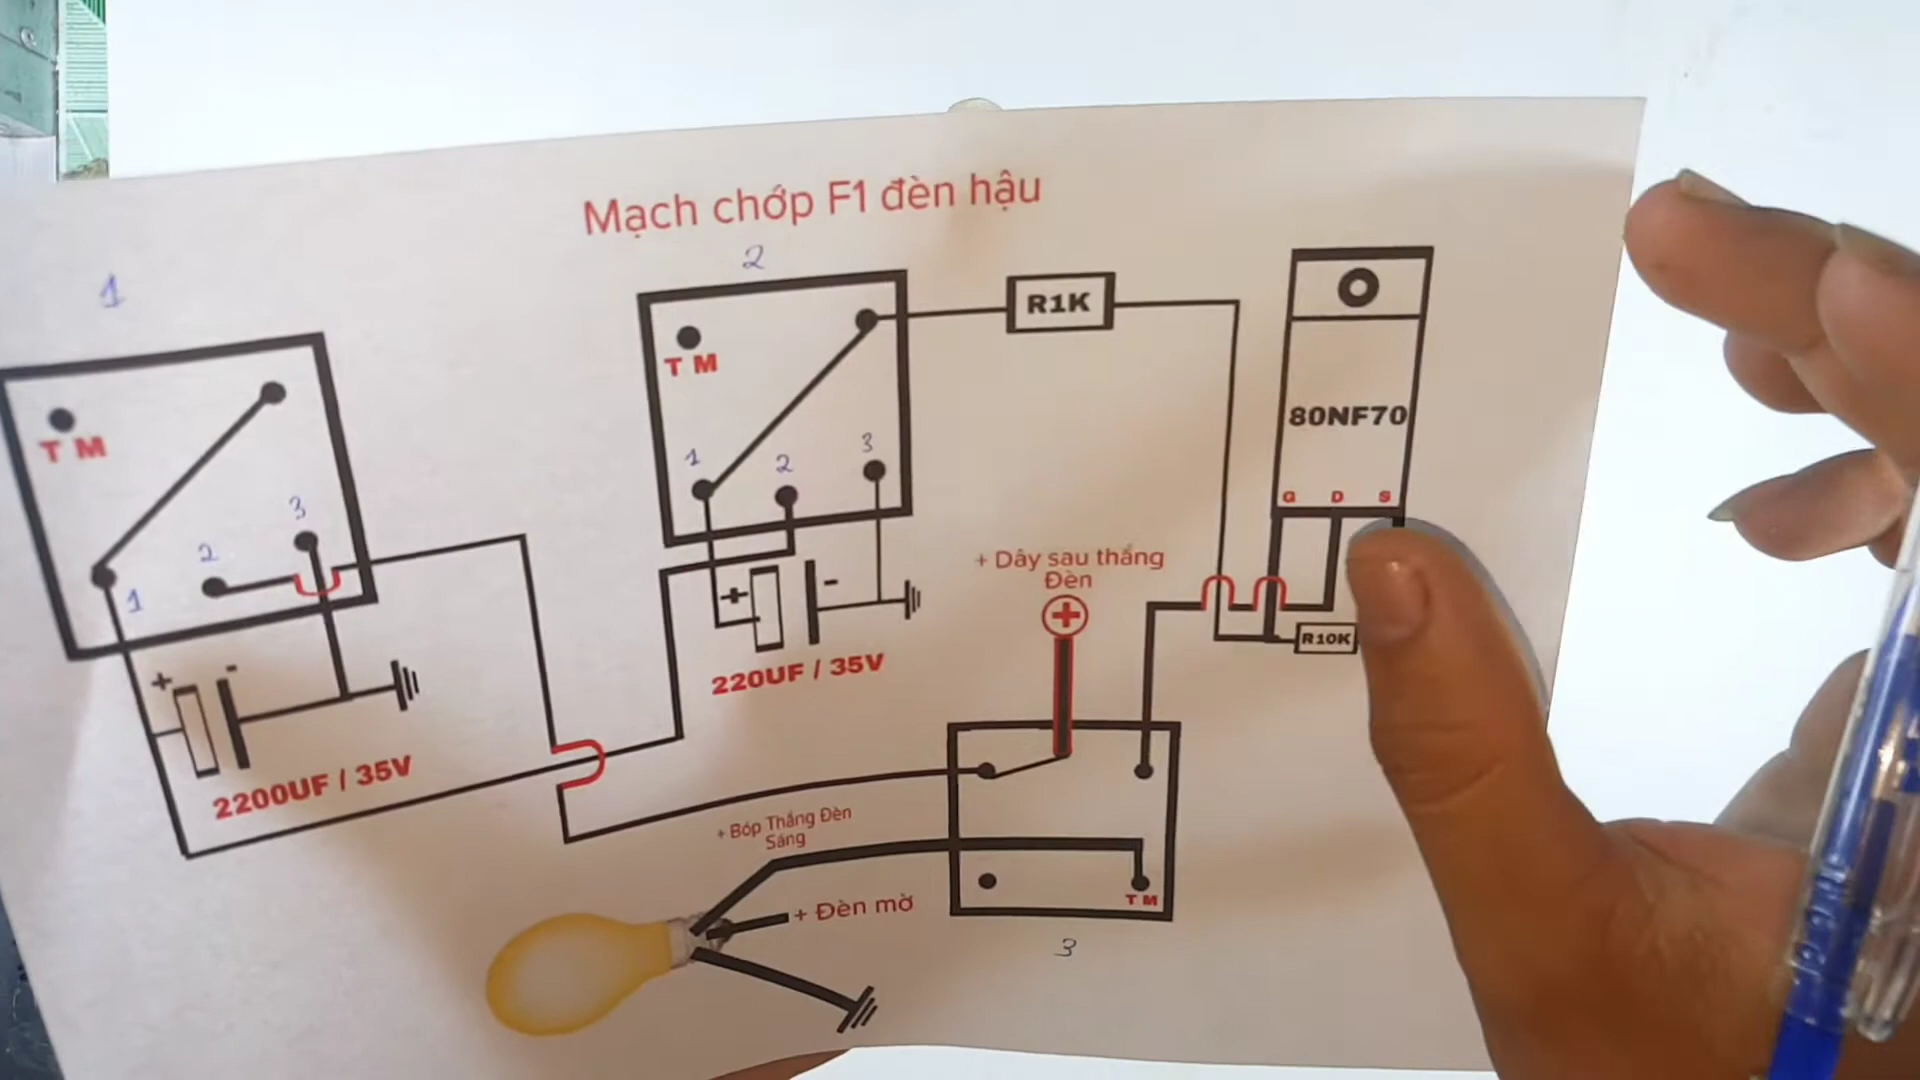 Mạch chớp F1 đèn hậu
1
2
T M
1
2
3
+
-
2200UF / 35V
T M
1
2
3
+
-
220UF / 35V
R1K
80NF70
G D S
R10K
+ Dây sau thắng
Đèn
+
+ Bóp Thắng Đèn
Sáng
+ Đèn mờ
T M
3